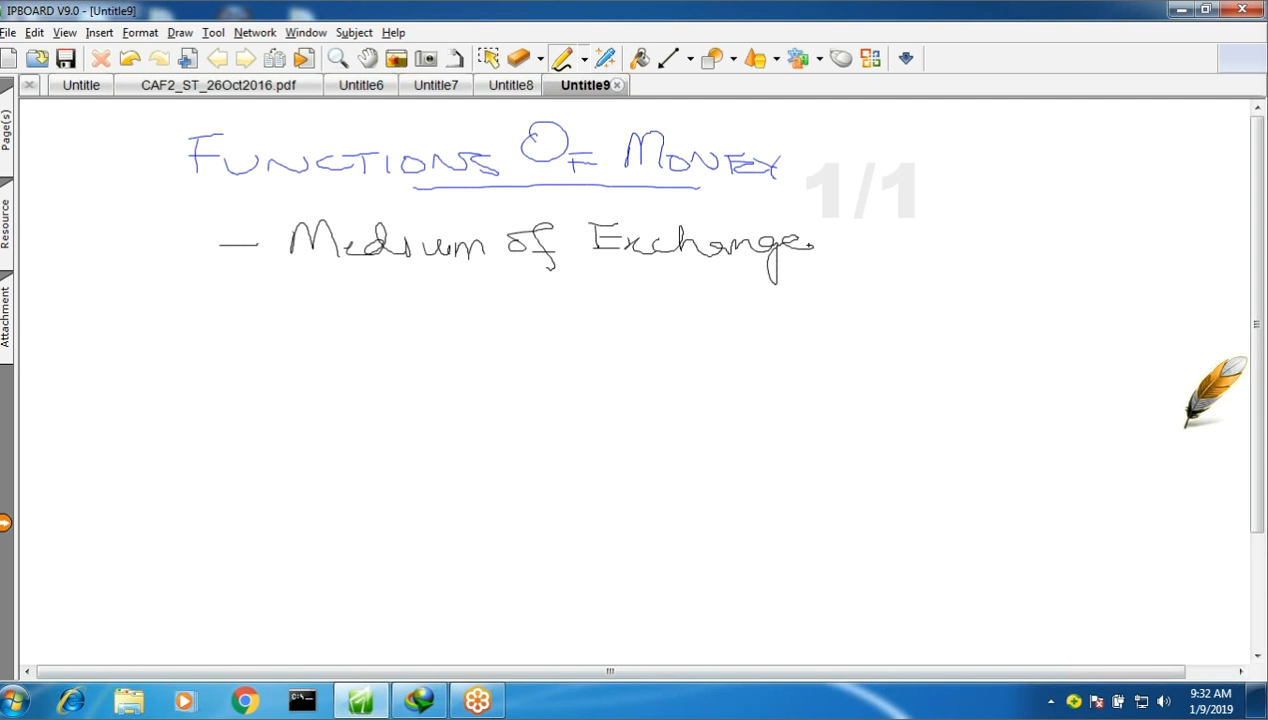 IPBOARD V9.0 - [Untitle9]
File Edit View Insert Format Draw Tool Network Window Subject Help
Untitle CAF2_ST_26Oct2016.pdf Untitle6 Untitle7 Untitle8 Untitle9
Page(s)
Resource
Attachment
FUNCTIONS OF MONEY
1/1
— Medium of Exchange.
9:32 AM
1/9/2019